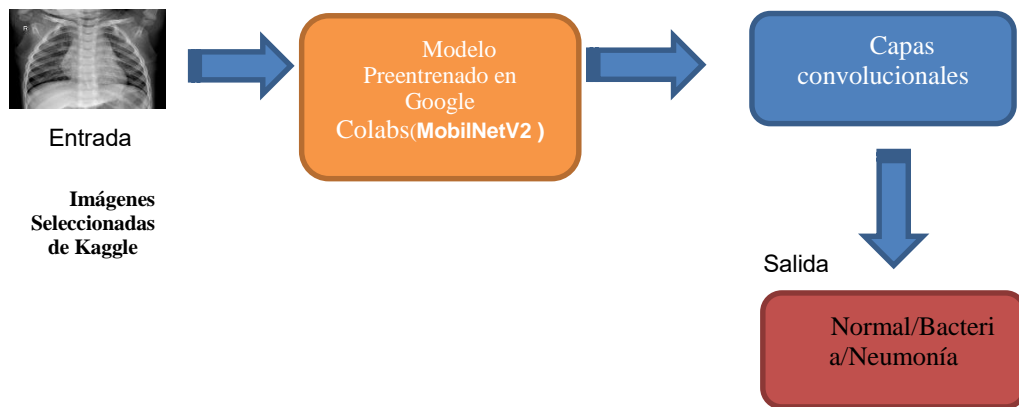 R
Entrada
Imágenes
Seleccionadas
de Kaggle
Modelo
Preentrenado en
Google
Colabs(MobilNetV2 )
Capas
convolucionales
Salida
Normal/Bacteri
a/Neumonía